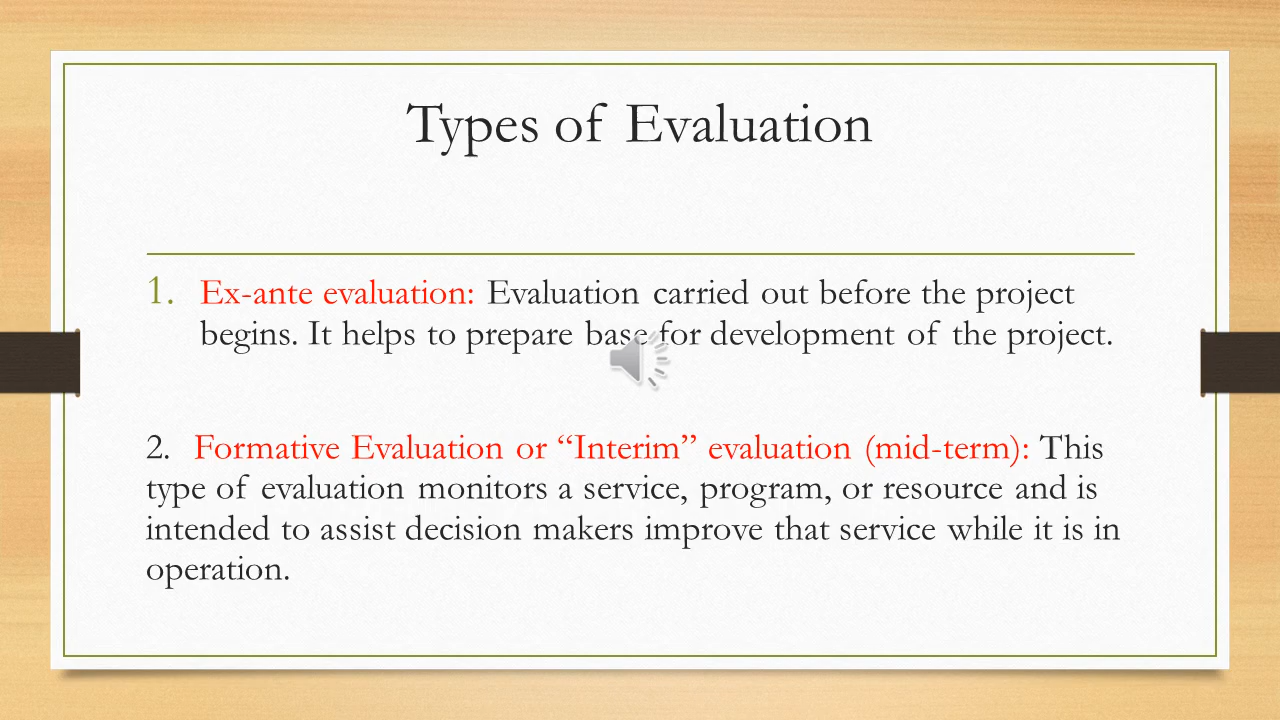 Types of Evaluation
1. Ex-ante evaluation: Evaluation carried out before the project
begins. It helps to prepare base for development of the project.
2. Formative Evaluation or “Interim” evaluation (mid-term): This
type of evaluation monitors a service, program, or resource and is
intended to assist decision makers improve that service while it is in
operation.